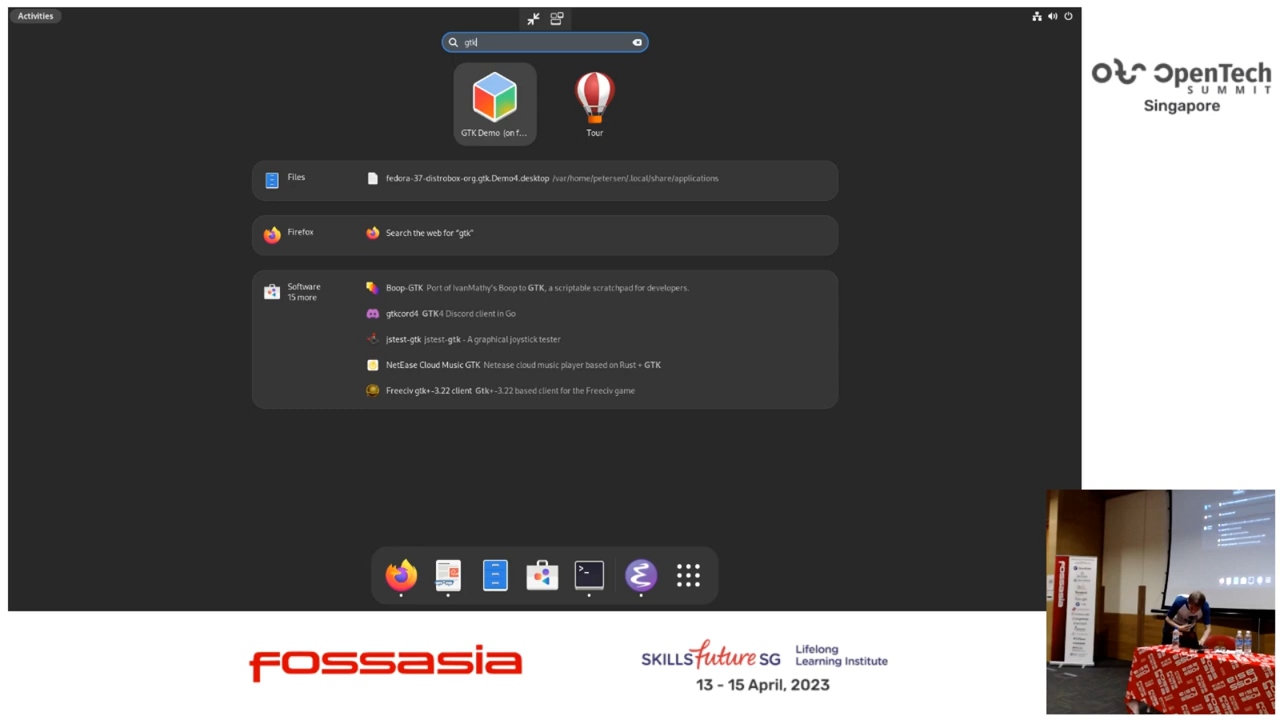 Activities
gtk
GTK Demo (on f...
Tour
Files
fedora-37-distrobox-org.gtk.Demo4.desktop /var/home/petersen/.local/share/applications
Firefox
Search the web for "gtk"
Software
15 more
Boop-GTK Port of IvanMathy's Boop to GTK, a scriptable scratchpad for developers.
gtkcord4 GTK4 Discord client in Go
jstest-gtk jstest-gtk - A graphical joystick tester
NetEase Cloud Music GTK Netease cloud music player based on Rust + GTK
Freeciv gtk+-3.22 client Gtk+-3.22 based client for the Freeciv game
OpenTech
SUMMIT
Singapore
fossasia
SKILLS future SG
Lifelong
Learning Institute
13 - 15 April, 2023
fossasia